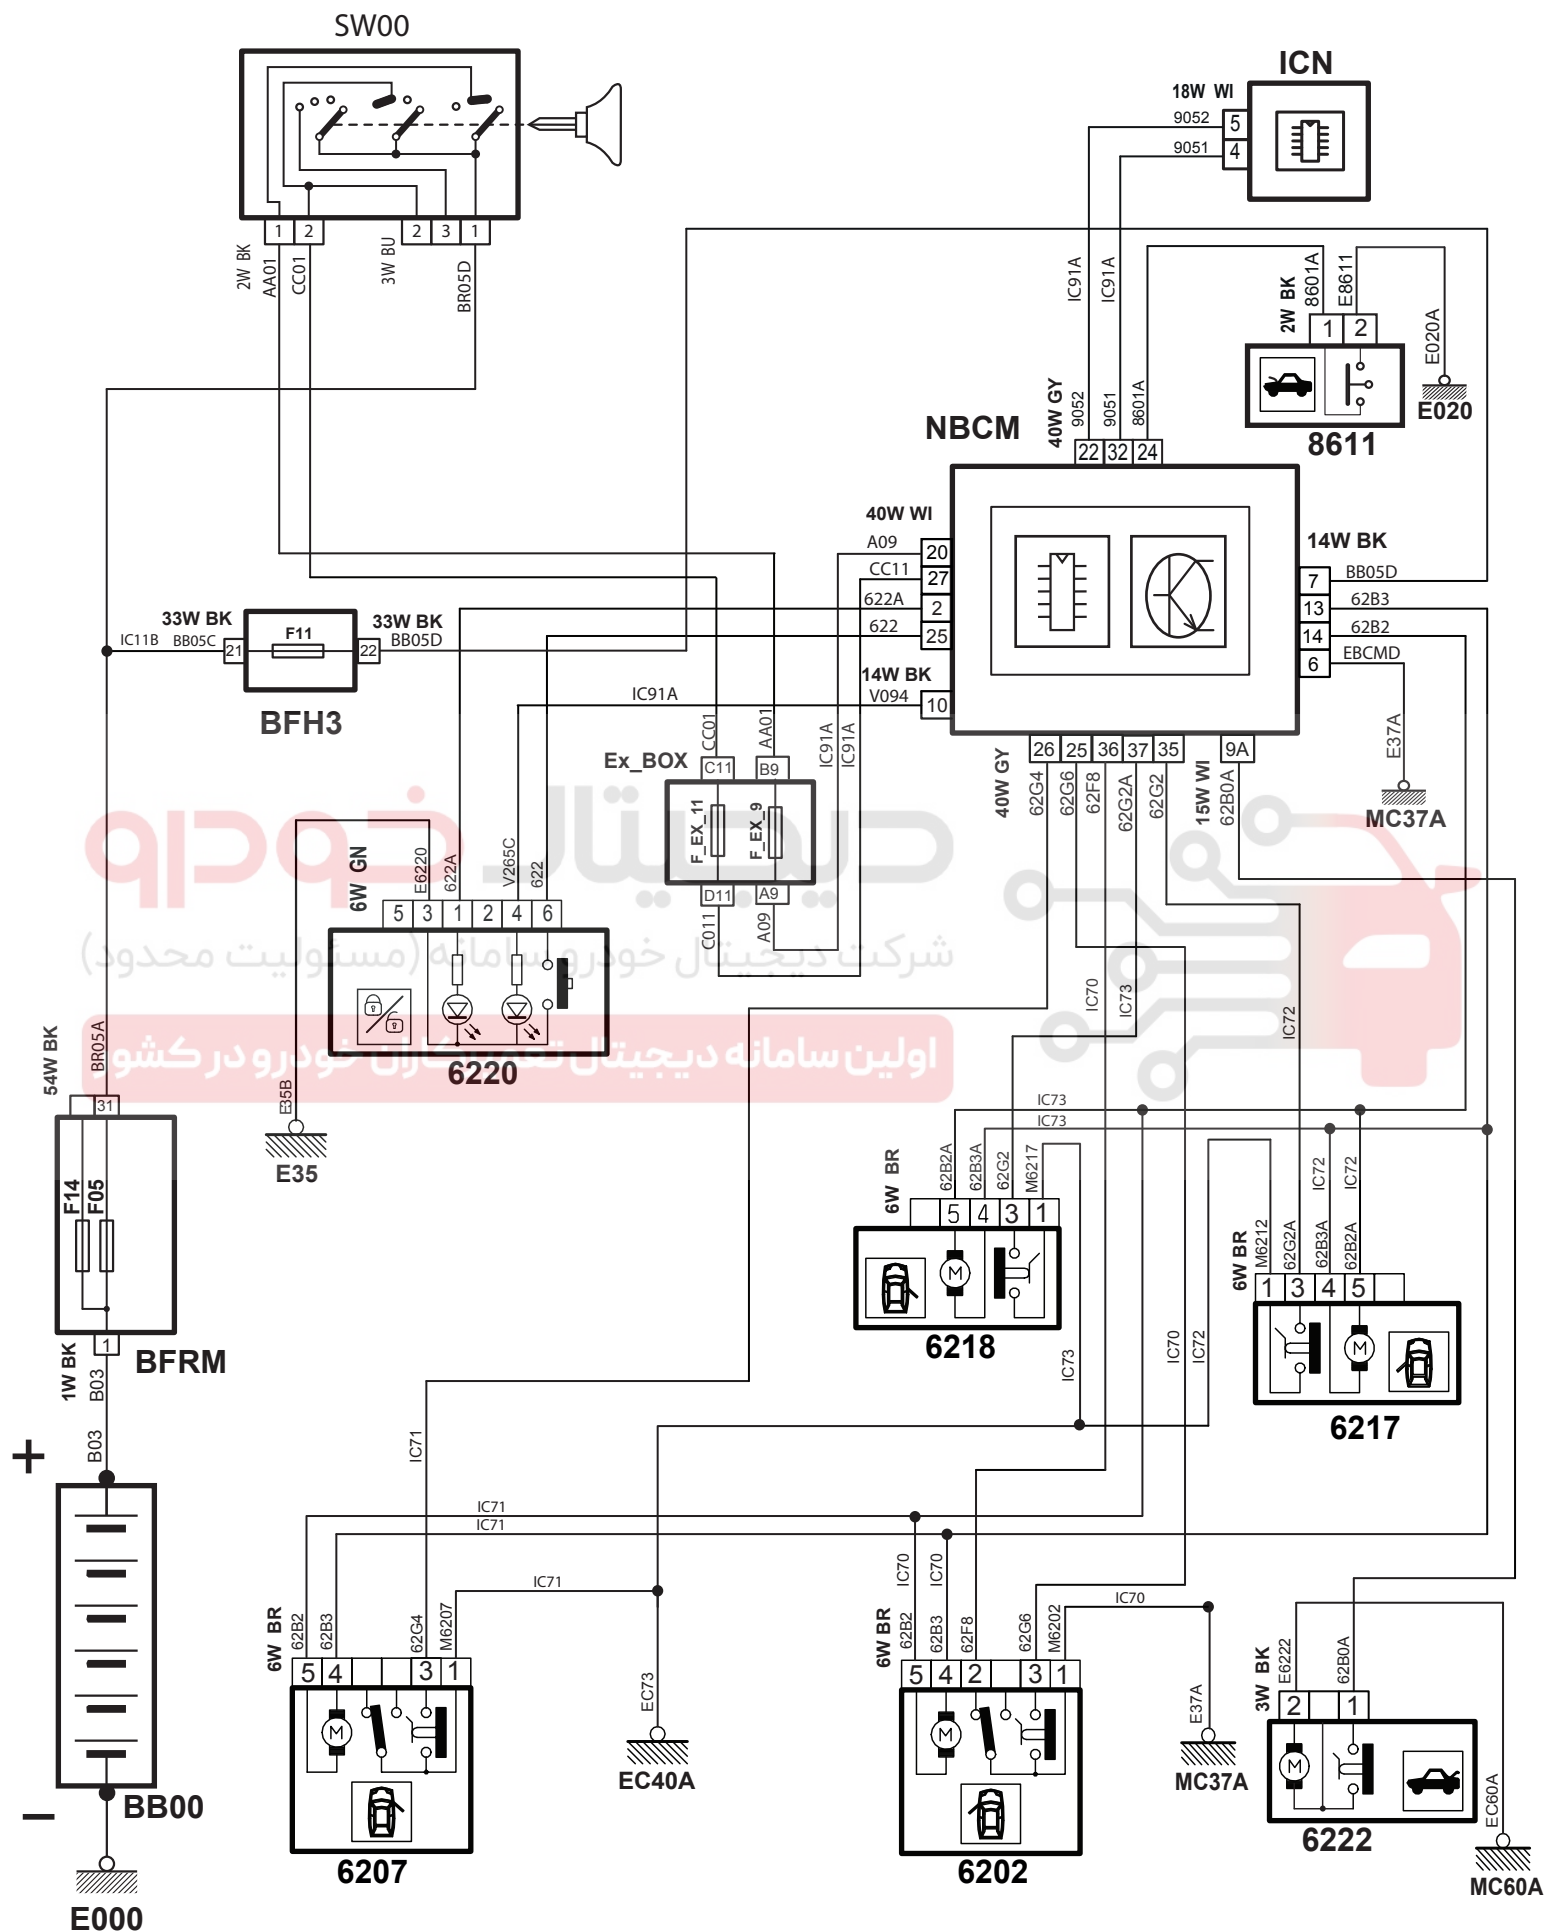 SW00
1
2
2
3
1
2W BK
AA01
CC01
3W BU
BR05D
ICN
18W WI
9052
5
9051
4
IC91A
IC91A
2W BK
8601A
E8611
1
2
E020A
E020
8611
NBCM
40W GY
9052
9051
8601A
22
32
24
40W WI
A09
20
CC11
27
622A
2
622
25
14W BK
V094
10
IC91A
14W BK
7
BB05D
13
62B3
14
62B2
6
EBCMD
E37A
MC37A
33W BK
IC11B
BB05C
21
F11
22
33W BK
BB05D
BFH3
26
25
36
37
35
9A
40W GY
62G4
62G6
62F8
62G2A
62G2
15W WI
62B0A
Ex_BOX
CC01
AA01
IC91A
IC91A
C11
B9
F_EX_11
F_EX_9
D11
A9
C011
A09
دیجیتال خودرو
شرکت دیجیتال خودرو سامانه (مسئولیت محدود)
اولین سامانه دیجیتال تعمیرکاران خودرو در کشور
6W GN
E6220
622A
V265C
622
5
3
1
2
4
6
6220
E35B
E35
54W BK
BR05A
31
F14
F05
1
1W BK
B03
BFRM
B03
+
–
BB00
E000
IC70
IC73
IC72
IC73
IC73
6W BR
62B2A
62B3A
62G2
M6217
5
4
3
1
M
6218
IC72
IC72
6W BR
M6212
62G2A
62B3A
62B2A
1
3
4
5
M
6217
IC73
IC70
IC72
IC71
IC71
IC71
IC71
6W BR
62B2
62B3
62G4
M6207
5
4
3
1
M
6207
EC73
EC40A
IC70
IC70
IC70
6W BR
62B2
62B3
62F8
62G6
M6202
5
4
2
3
1
M
6202
E37A
MC37A
3W BK
E6222
62B0A
2
1
M
6222
EC60A
MC60A